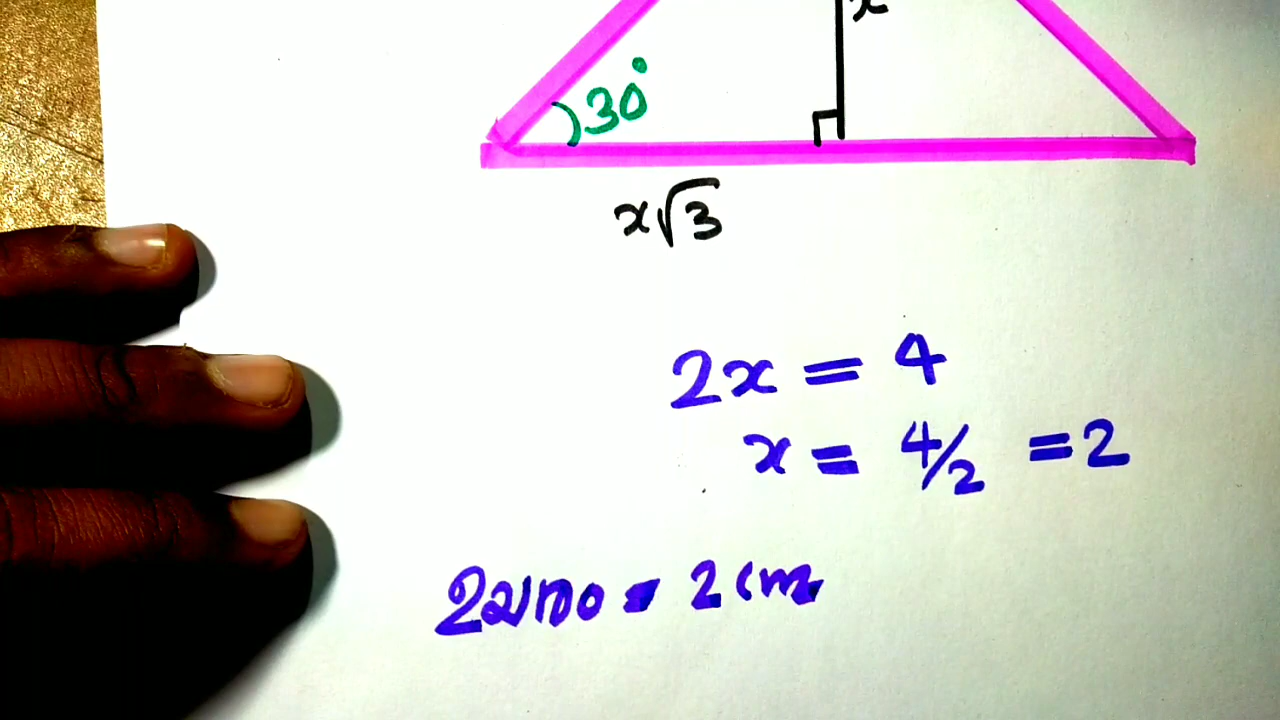 x
30°
x√3
2x = 4
x = 4/2 = 2
= 2 cm